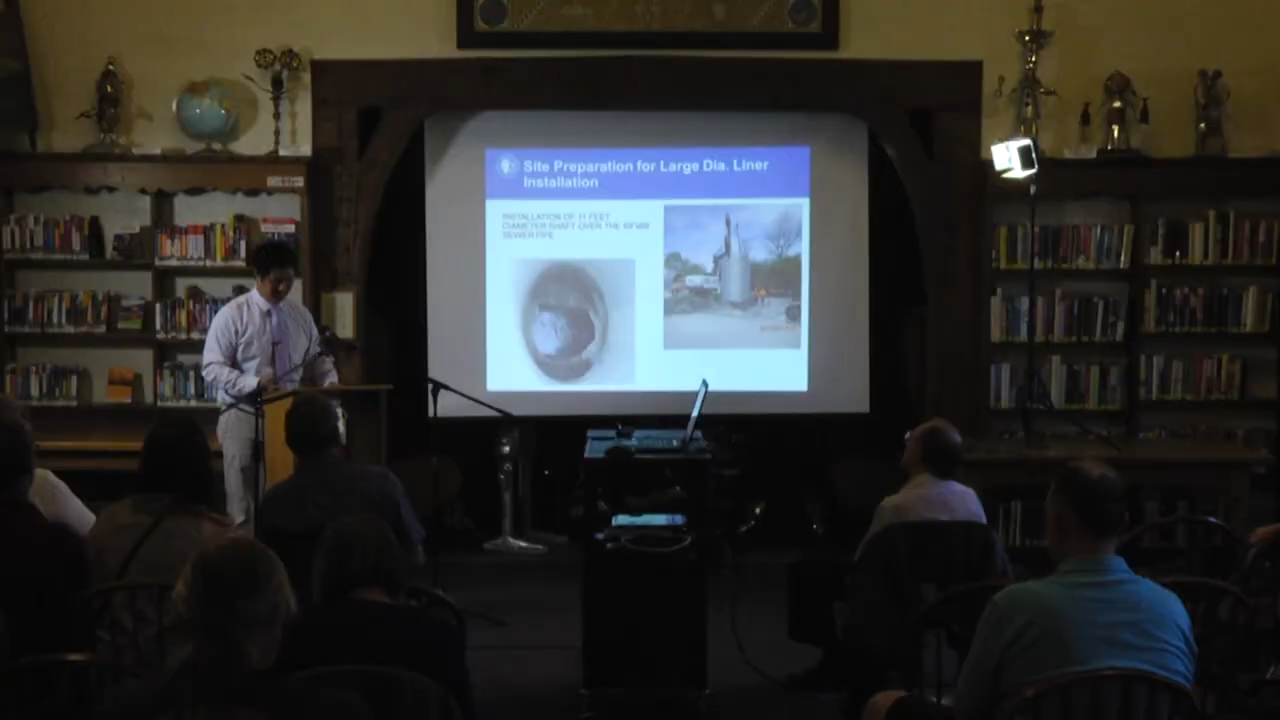 Site Preparation for Large Dia. Liner
Installation
INSTALLATION OF 11 FEET
DIAMETER SHAFT OVER THE
SEWER PIPE